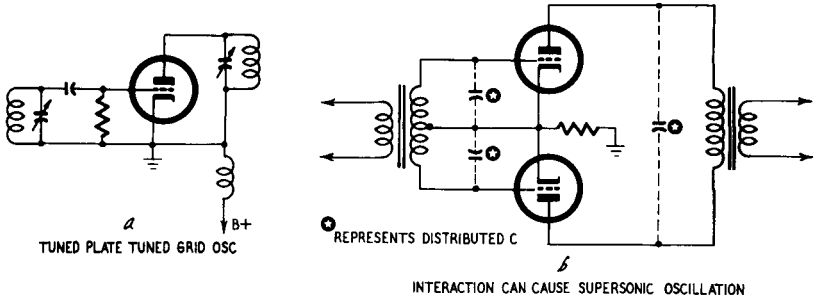 B+
a
TUNED PLATE TUNED GRID OSC
✪ REPRESENTS DISTRIBUTED C
b
INTERACTION CAN CAUSE SUPERSONIC OSCILLATION